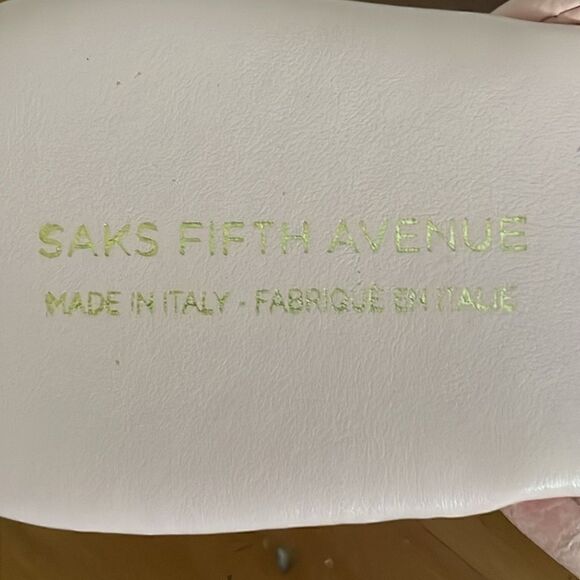 SAKS FIFTH AVENUE
MADE IN ITALY - FABRIQUÉ EN ITALIE